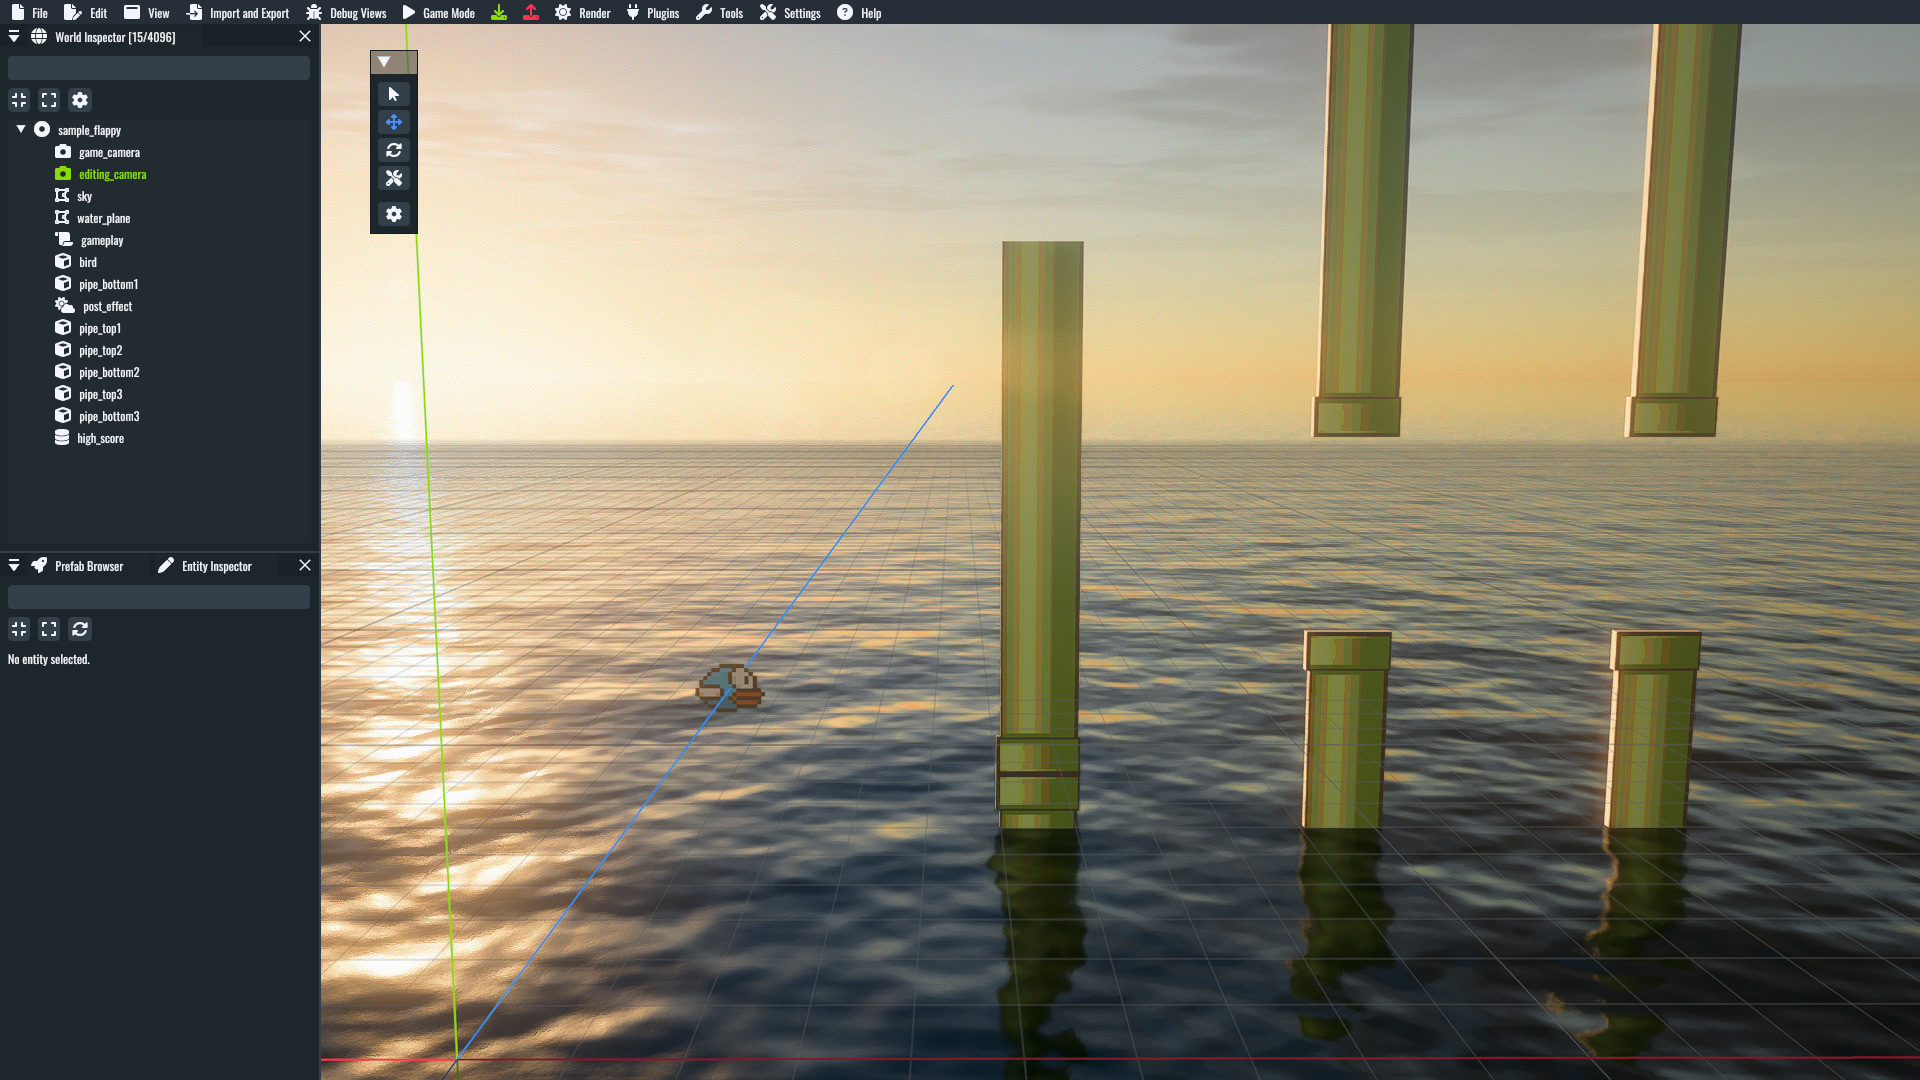 File Edit View Import and Export Debug Views Game Mode Render Plugins Tools Settings Help
World Inspector [15/4096]
sample_flappy
game_camera
editing_camera
sky
water_plane
gameplay
bird
pipe_bottom1
post_effect
pipe_top1
pipe_top2
pipe_bottom2
pipe_top3
pipe_bottom3
high_score
Prefab Browser Entity Inspector
No entity selected.